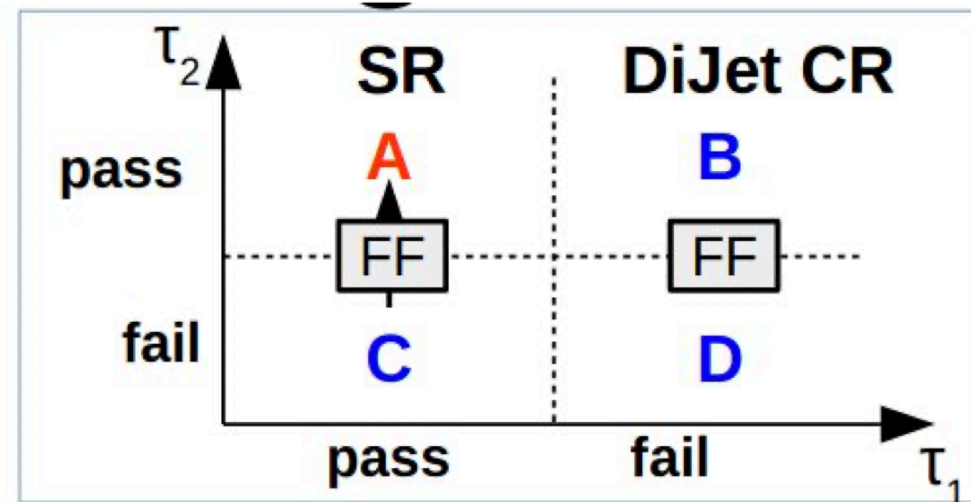 τ2
SR DiJet CR
pass A B
FF FF
fail C D
pass fail
τ1